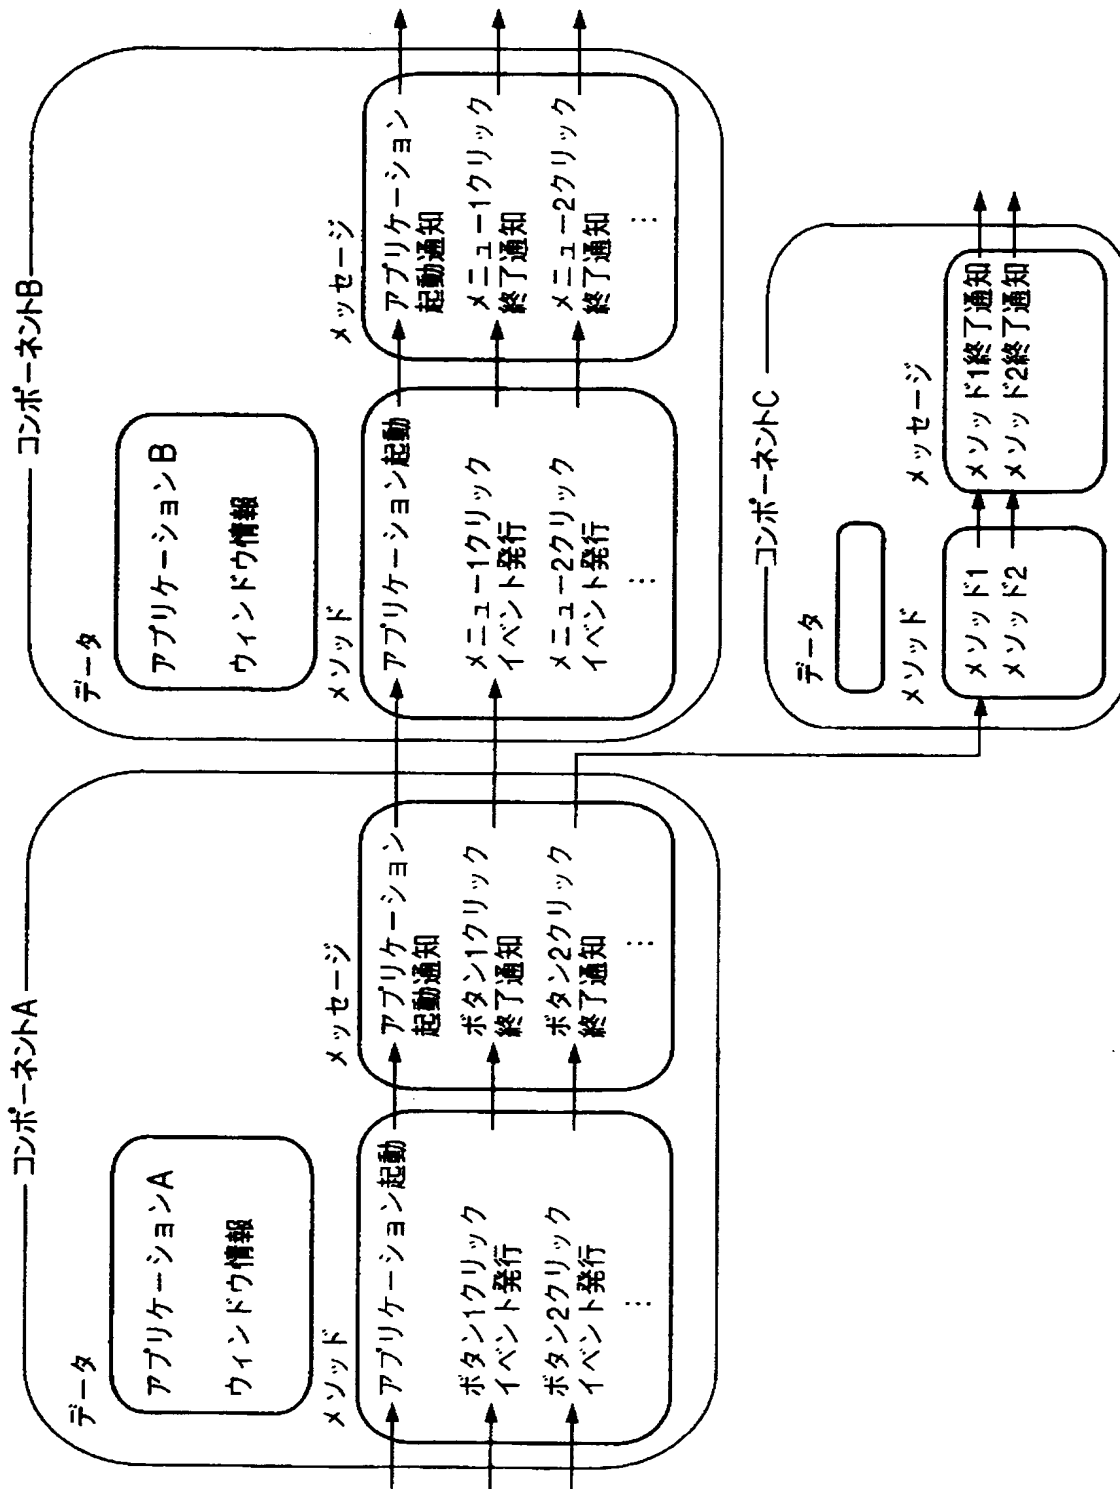 コンポーネントA
データ
アプリケーションA
ウィンドウ情報
メソッド
アプリケーション起動
ボタン1クリック
イベント発行
ボタン2クリック
イベント発行
⋮
メッセージ
アプリケーション
起動通知
ボタン1クリック
終了通知
ボタン2クリック
終了通知
⋮
コンポーネントB
データ
アプリケーションB
ウィンドウ情報
メソッド
アプリケーション起動
メニュー1クリック
イベント発行
メニュー2クリック
イベント発行
⋮
メッセージ
アプリケーション
起動通知
メニュー1クリック
終了通知
メニュー2クリック
終了通知
⋮
コンポーネントC
データ
メソッド
メソッド1
メソッド2
メッセージ
メソッド1終了通知
メソッド2終了通知